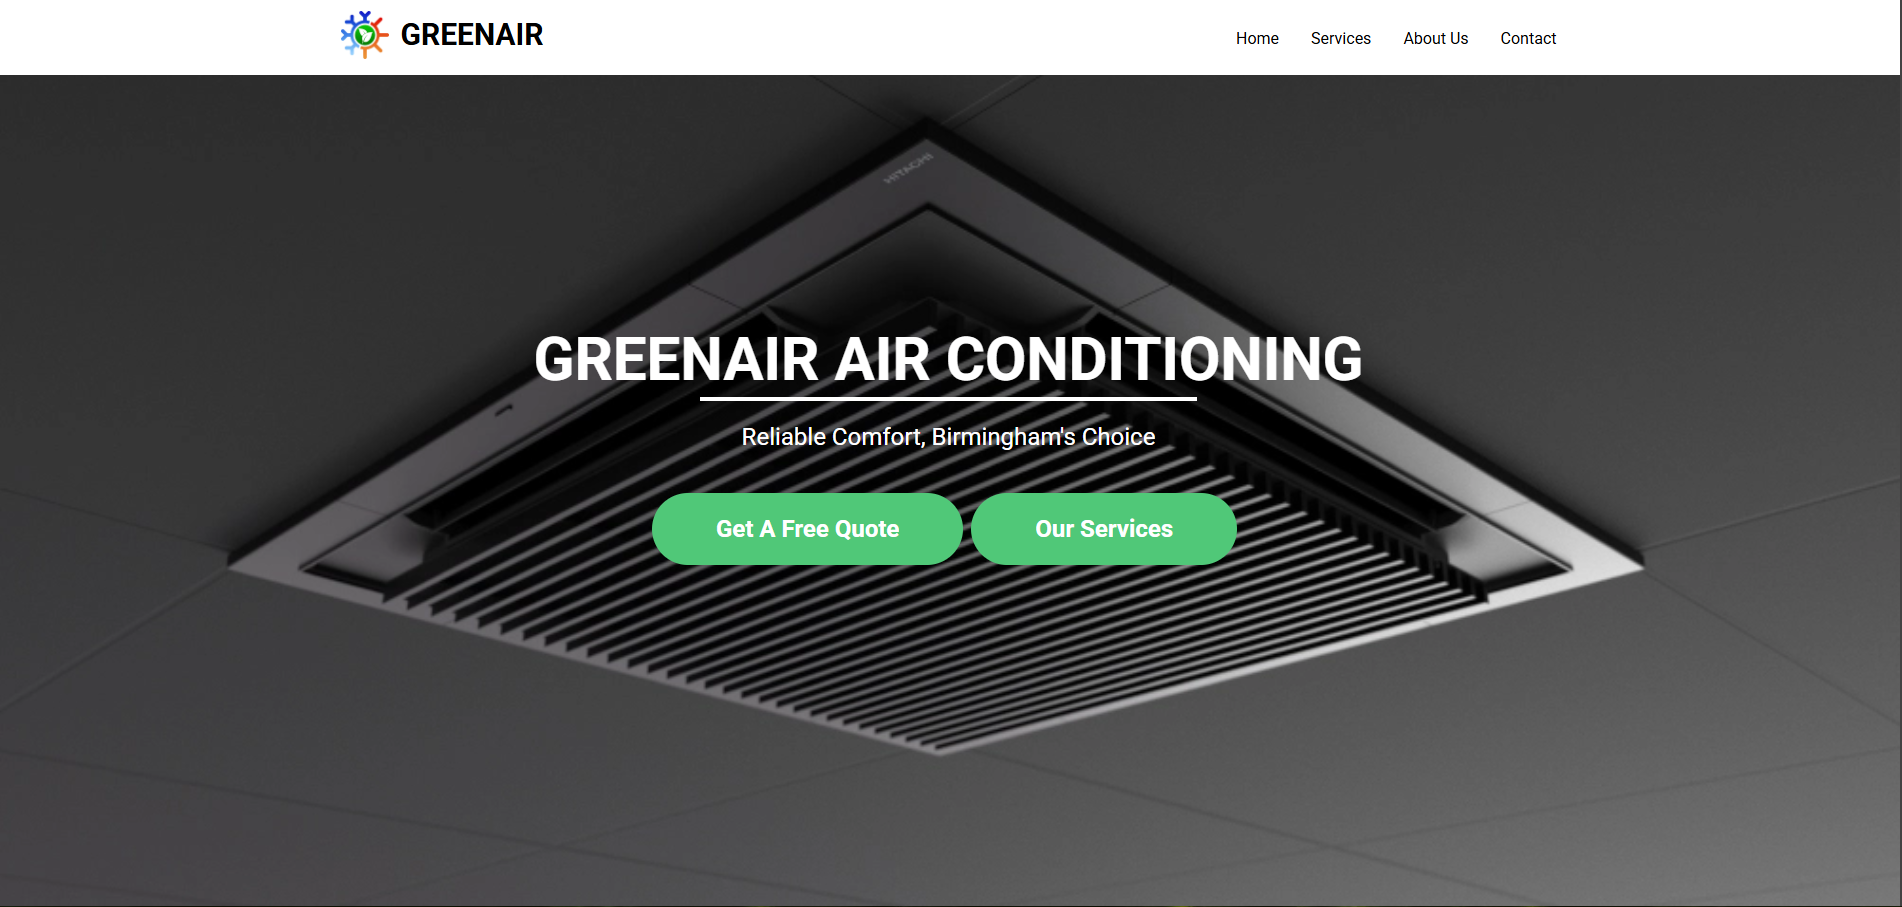 GREENAIR
Home Services About Us Contact
HITACHI
GREENAIR AIR CONDITIONING
Reliable Comfort, Birmingham's Choice
Get A Free Quote Our Services